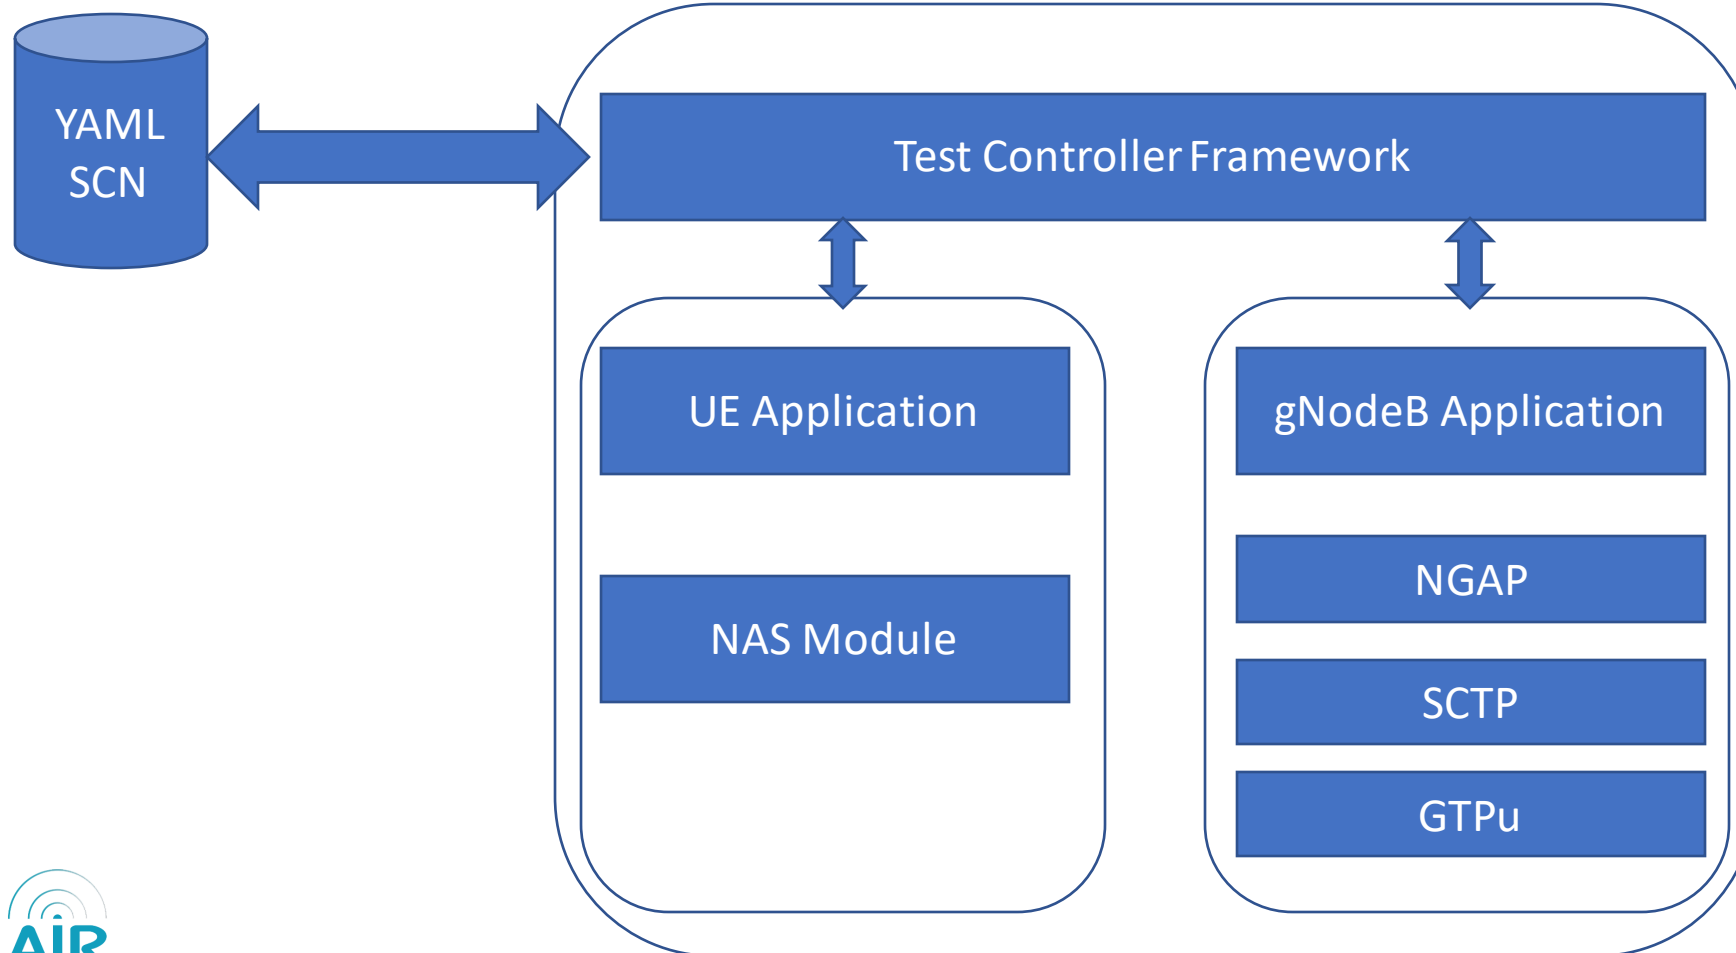 YAML
SCN
Test Controller Framework
UE Application
gNodeB Application
NAS Module
NGAP
SCTP
GTPu
AIR